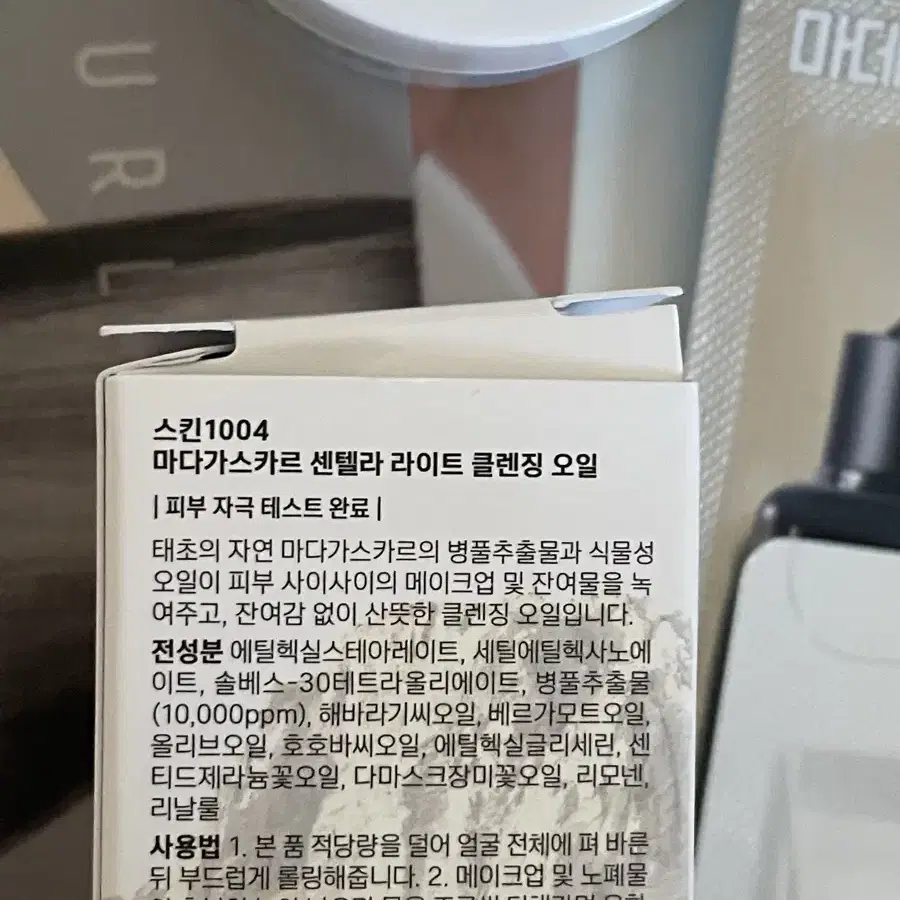 URL
마데
스킨1004
마다가스카르 센텔라 라이트 클렌징 오일
| 피부 자극 테스트 완료 |
태초의 자연 마다가스카르의 병풀추출물과 식물성
오일이 피부 사이사이의 메이크업 및 잔여물을 녹
여주고, 잔여감 없이 산뜻한 클렌징 오일입니다.
전성분 에틸헥실스테아레이트, 세틸에틸헥사노에
이트, 솔베스-30테트라올리에이트, 병풀추출물
(10,000ppm), 해바라기씨오일, 베르가모트오일,
올리브오일, 호호바씨오일, 에틸헥실글리세린, 센
티드제라늄꽃오일, 다마스크장미꽃오일, 리모넨,
리날룰
사용법 1. 본 품 적당량을 덜어 얼굴 전체에 펴 바른
뒤 부드럽게 롤링해줍니다. 2. 메이크업 및 노폐물